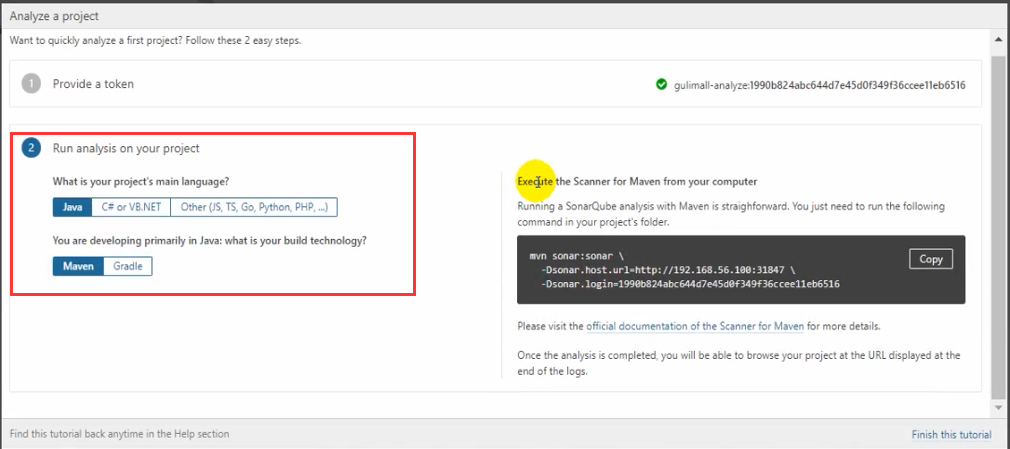 Analyze a project
Want to quickly analyze a first project? Follow these 2 easy steps.
1 Provide a token
gulimall-analyze:1990b824abc644d7e45d0f349f36ccee11eb6516
2 Run analysis on your project
What is your project's main language?
Java C# or VB.NET Other (JS, TS, Go, Python, PHP, ...)
You are developing primarily in Java: what is your build technology?
Maven Gradle
Execute the Scanner for Maven from your computer
Running a SonarQube analysis with Maven is straighforward. You just need to run the following
command in your project's folder.
mvn sonar:sonar \
-Dsonar.host.url=http://192.168.56.100:31847 \
-Dsonar.login=1990b824abc644d7e45d0f349f36ccee11eb6516
Copy
Please visit the official documentation of the Scanner for Maven for more details.
Once the analysis is completed, you will be able to browse your project at the URL displayed at the
end of the logs.
Find this tutorial back anytime in the Help section
Finish this tutorial